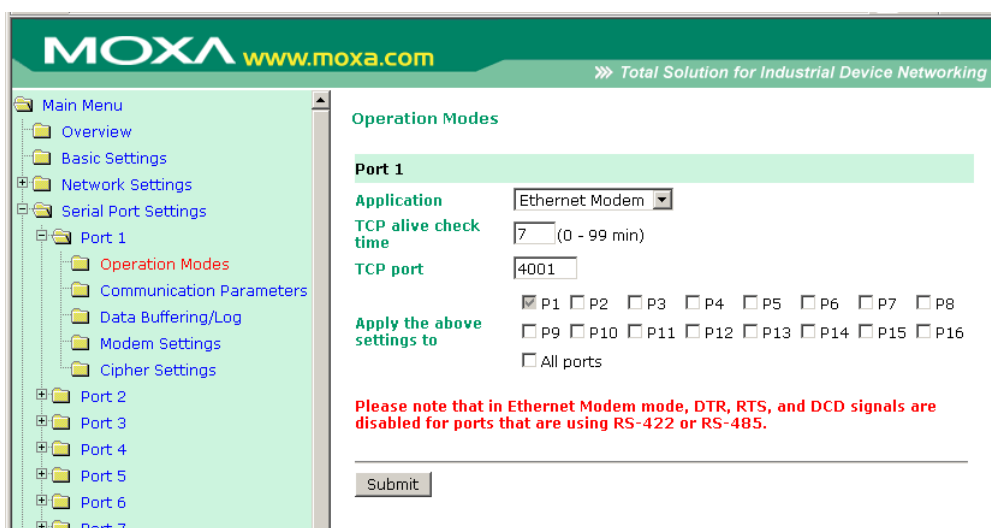 MOXA www.moxa.com
Total Solution for Industrial Device Networking
Main Menu
Overview
Basic Settings
Network Settings
Serial Port Settings
Port 1
Operation Modes
Communication Parameters
Data Buffering/Log
Modem Settings
Cipher Settings
Port 2
Port 3
Port 4
Port 5
Port 6
Port 7
Operation Modes
Port 1
Application Ethernet Modem
TCP alive check
time
7 (0 - 99 min)
TCP port 4001
Apply the above
settings to
P1 P2 P3 P4 P5 P6 P7 P8
P9 P10 P11 P12 P13 P14 P15 P16
All ports
Please note that in Ethernet Modem mode, DTR, RTS, and DCD signals are
disabled for ports that are using RS-422 or RS-485.
Submit